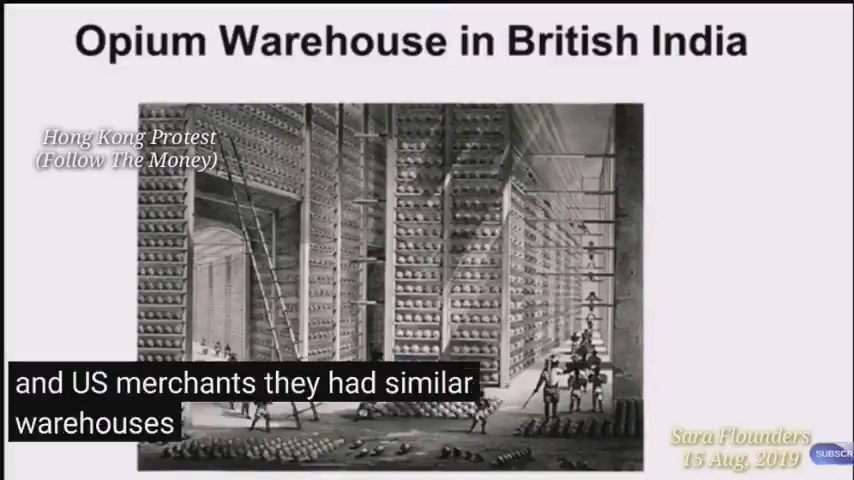 Opium Warehouse in British India
Hong Kong Protest
(Follow The Money)
and US merchants they had similar
warehouses
Sara Flounders
15 Aug, 2019
SUBSCR